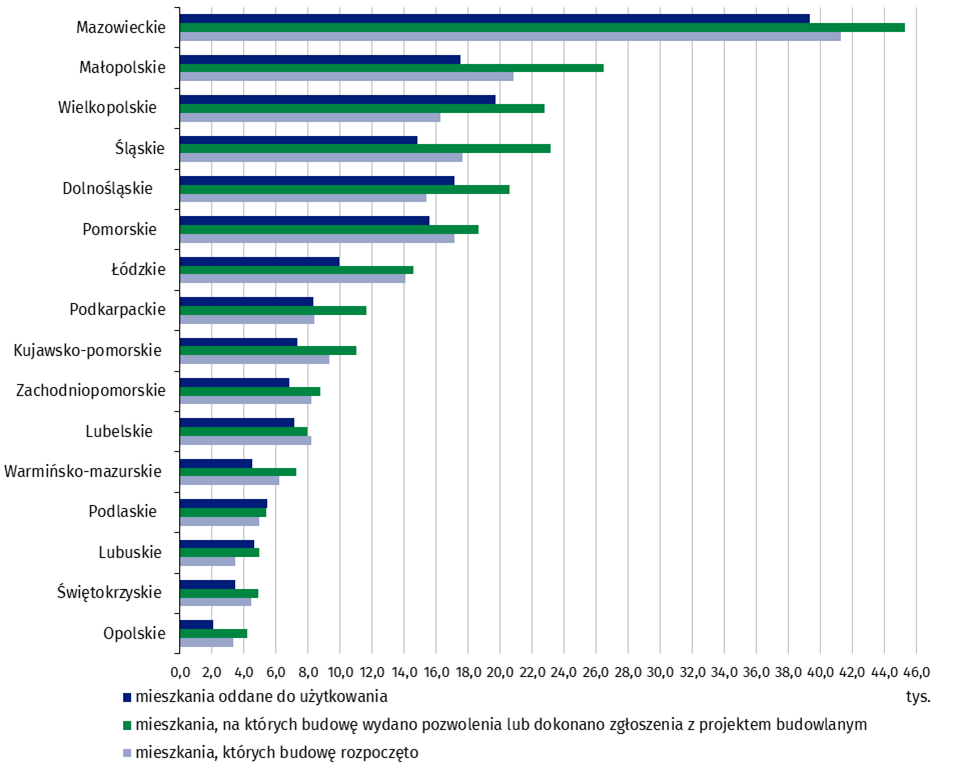 Mazowieckie
Małopolskie
Wielkopolskie
Śląskie
Dolnośląskie
Pomorskie
Łódzkie
Podkarpackie
Kujawsko-pomorskie
Zachodniopomorskie
Lubelskie
Warmińsko-mazurskie
Podlaskie
Lubuskie
Świętokrzyskie
Opolskie
0,0 2,0 4,0 6,0 8,0 10,0 12,0 14,0 16,0 18,0 20,0 22,0 24,0 26,0 28,0 30,0 32,0 34,0 36,0 38,0 40,0 42,0 44,0 46,0
mieszkania oddane do użytkowania tys.
mieszkania, na których budowę wydano pozwolenia lub dokonano zgłoszenia z projektem budowlanym
mieszkania, których budowę rozpoczęto